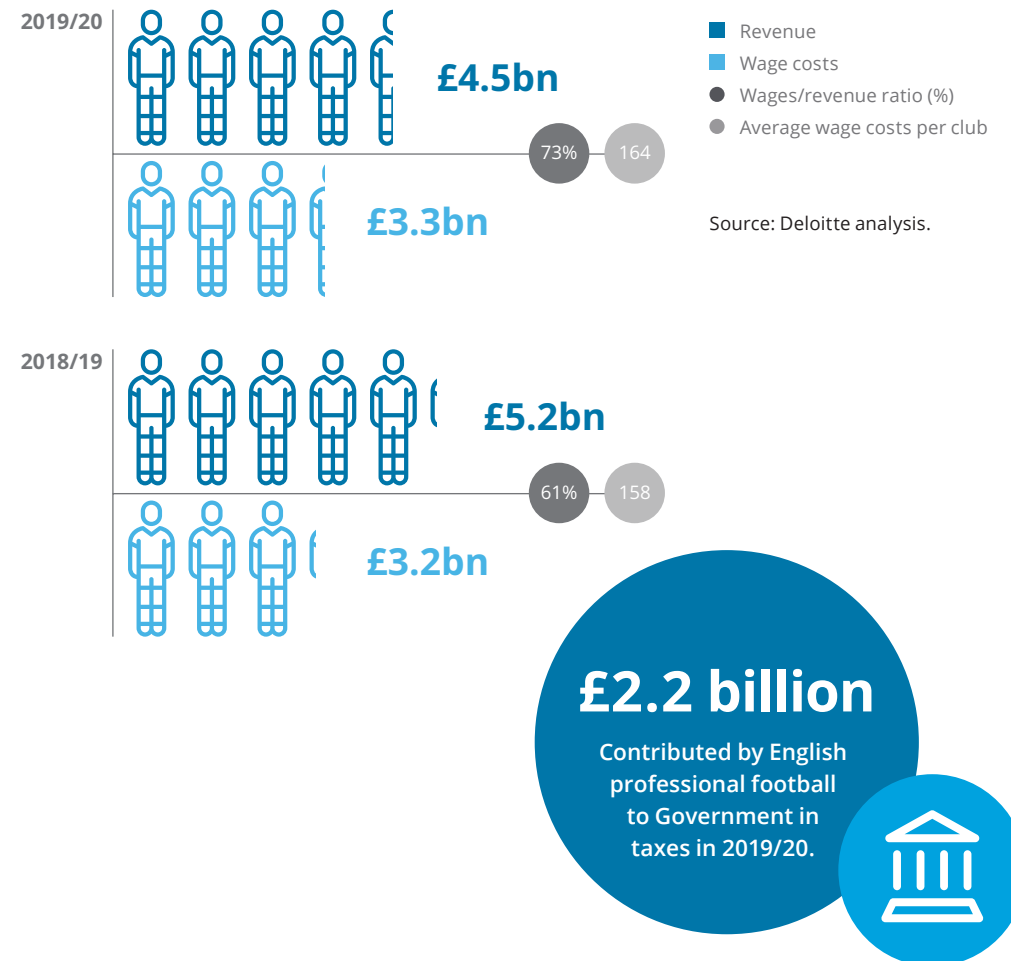 2019/20
£4.5bn
73%
164
£3.3bn
Revenue
Wage costs
Wages/revenue ratio (%)
Average wage costs per club
Source: Deloitte analysis.
2018/19
£5.2bn
61%
158
£3.2bn
£2.2 billion
Contributed by English
professional football
to Government in
taxes in 2019/20.